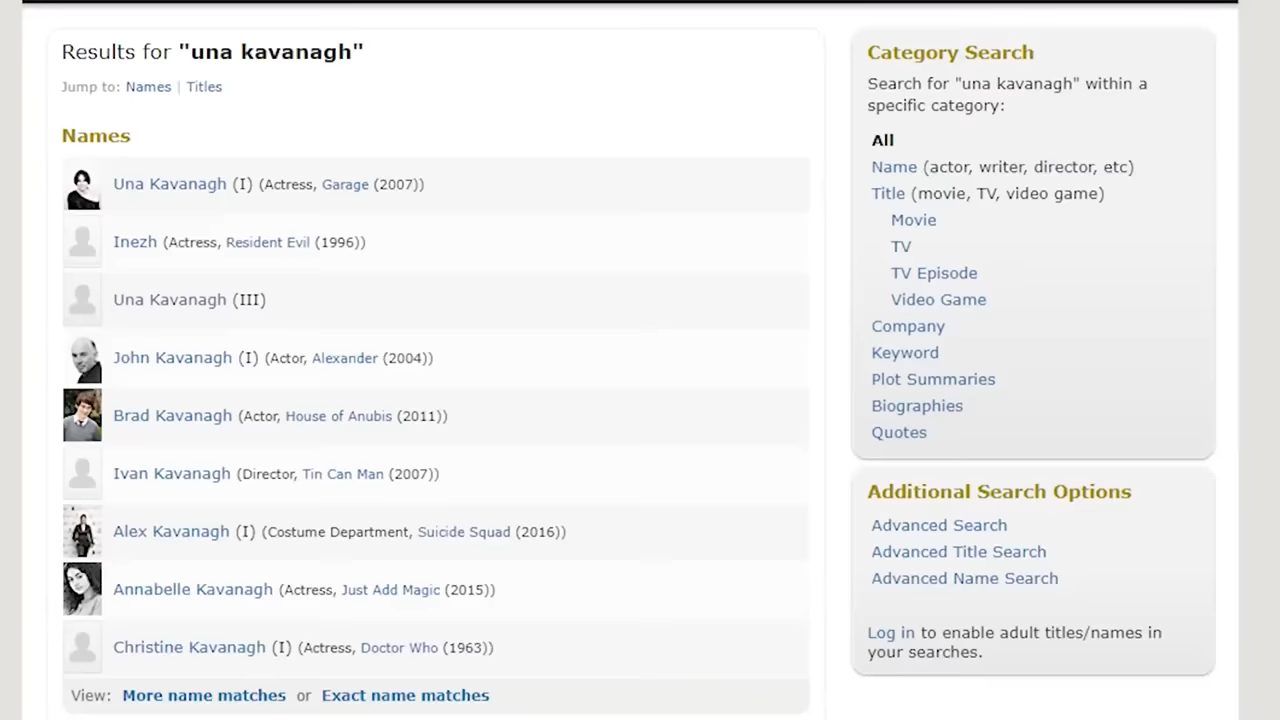 Results for "una kavanagh"
Jump to: Names | Titles
Names
Una Kavanagh (I) (Actress, Garage (2007))
Inezh (Actress, Resident Evil (1996))
Una Kavanagh (III)
John Kavanagh (I) (Actor, Alexander (2004))
Brad Kavanagh (Actor, House of Anubis (2011))
Ivan Kavanagh (Director, Tin Can Man (2007))
Alex Kavanagh (I) (Costume Department, Suicide Squad (2016))
Annabelle Kavanagh (Actress, Just Add Magic (2015))
Christine Kavanagh (I) (Actress, Doctor Who (1963))
View: More name matches or Exact name matches
Category Search
Search for "una kavanagh" within a
specific category:
All
Name (actor, writer, director, etc)
Title (movie, TV, video game)
Movie
TV
TV Episode
Video Game
Company
Keyword
Plot Summaries
Biographies
Quotes
Additional Search Options
Advanced Search
Advanced Title Search
Advanced Name Search
Log in to enable adult titles/names in
your searches.